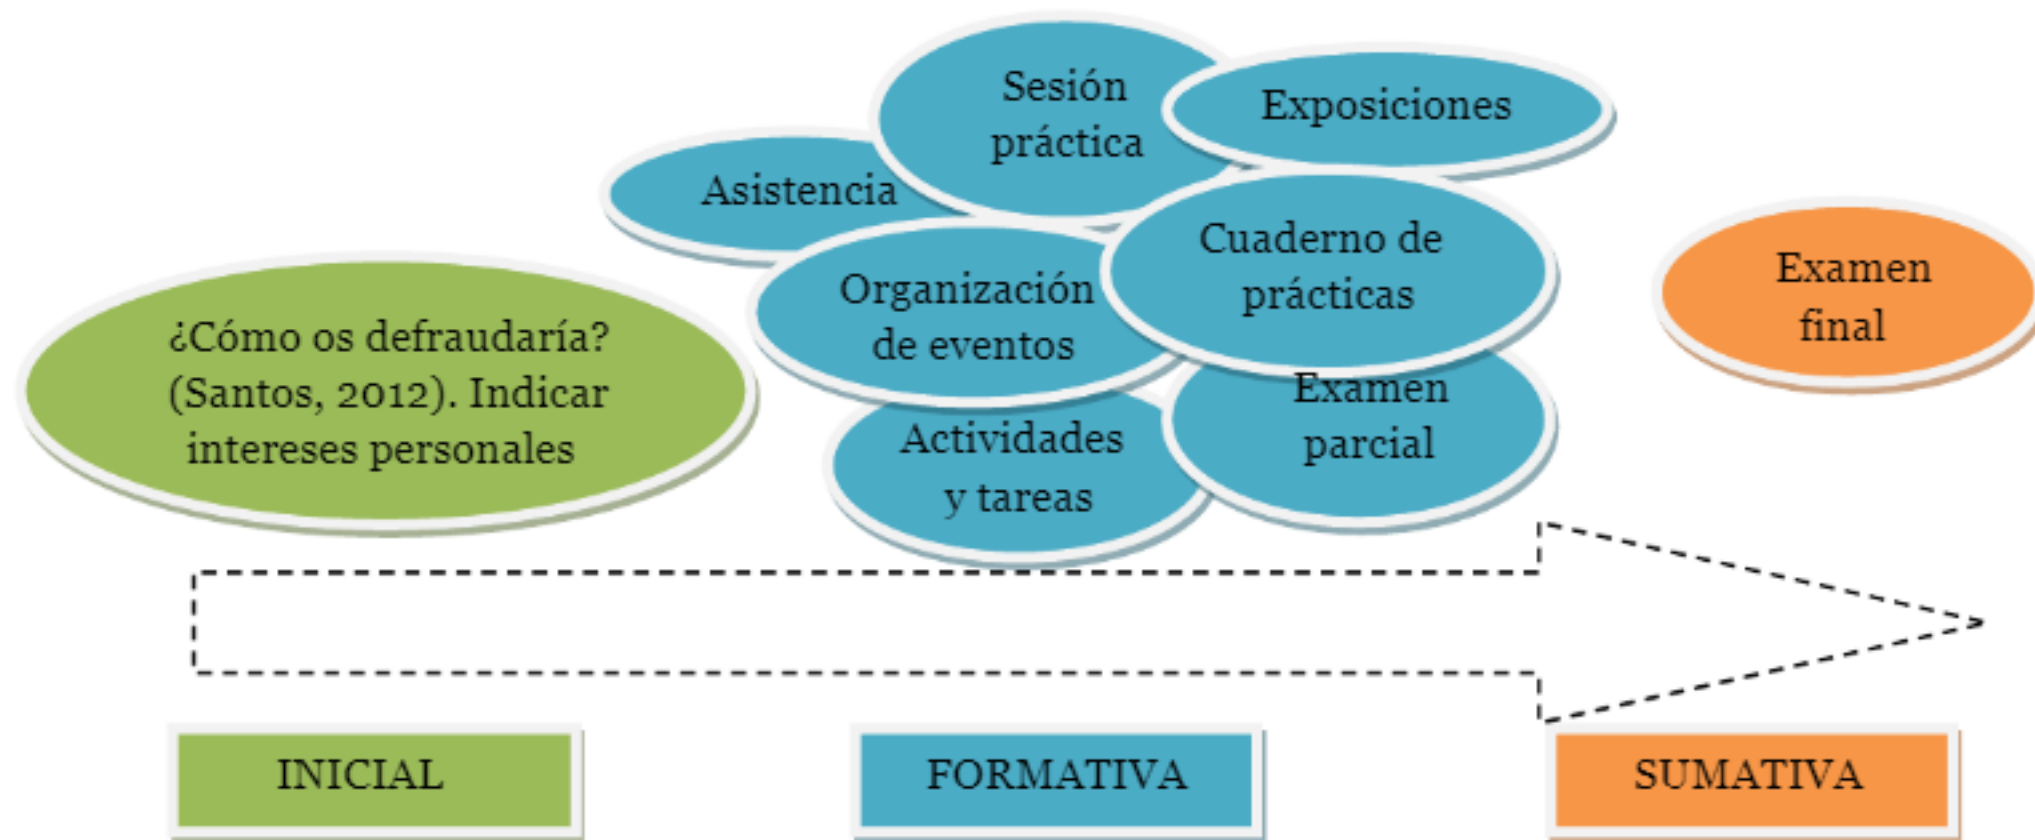 Sesión
práctica
Exposiciones
Asistencia
Cuaderno de
prácticas
Organización
de eventos
Examen
final
¿Cómo os defraudaría?
(Santos, 2012). Indicar
intereses personales
Examen
parcial
Actividades
y tareas
INICIAL
FORMATIVA
SUMATIVA